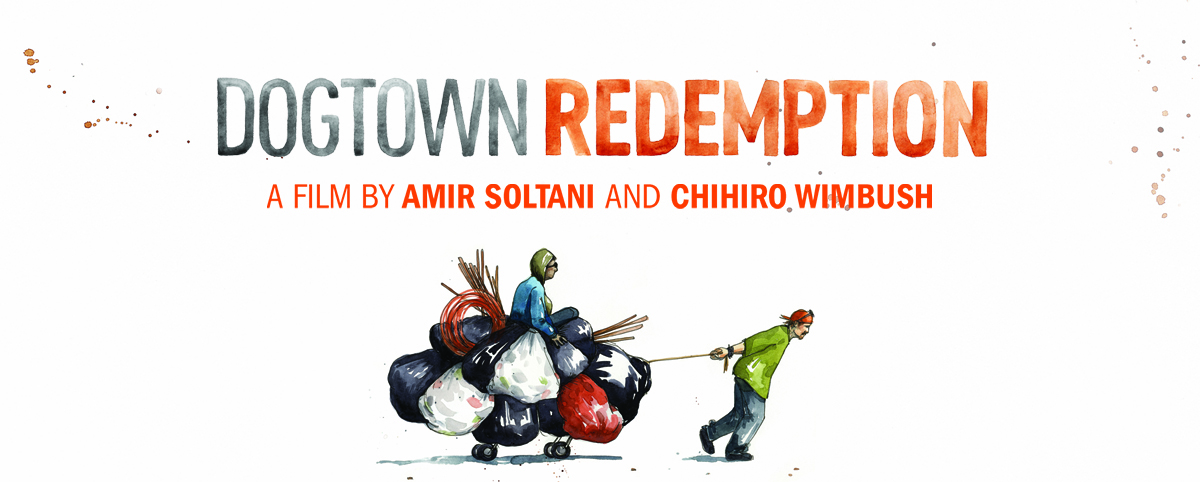 DOGTOWN REDEMPTION
A FILM BY AMIR SOLTANI AND CHIHIRO WIMBUSH